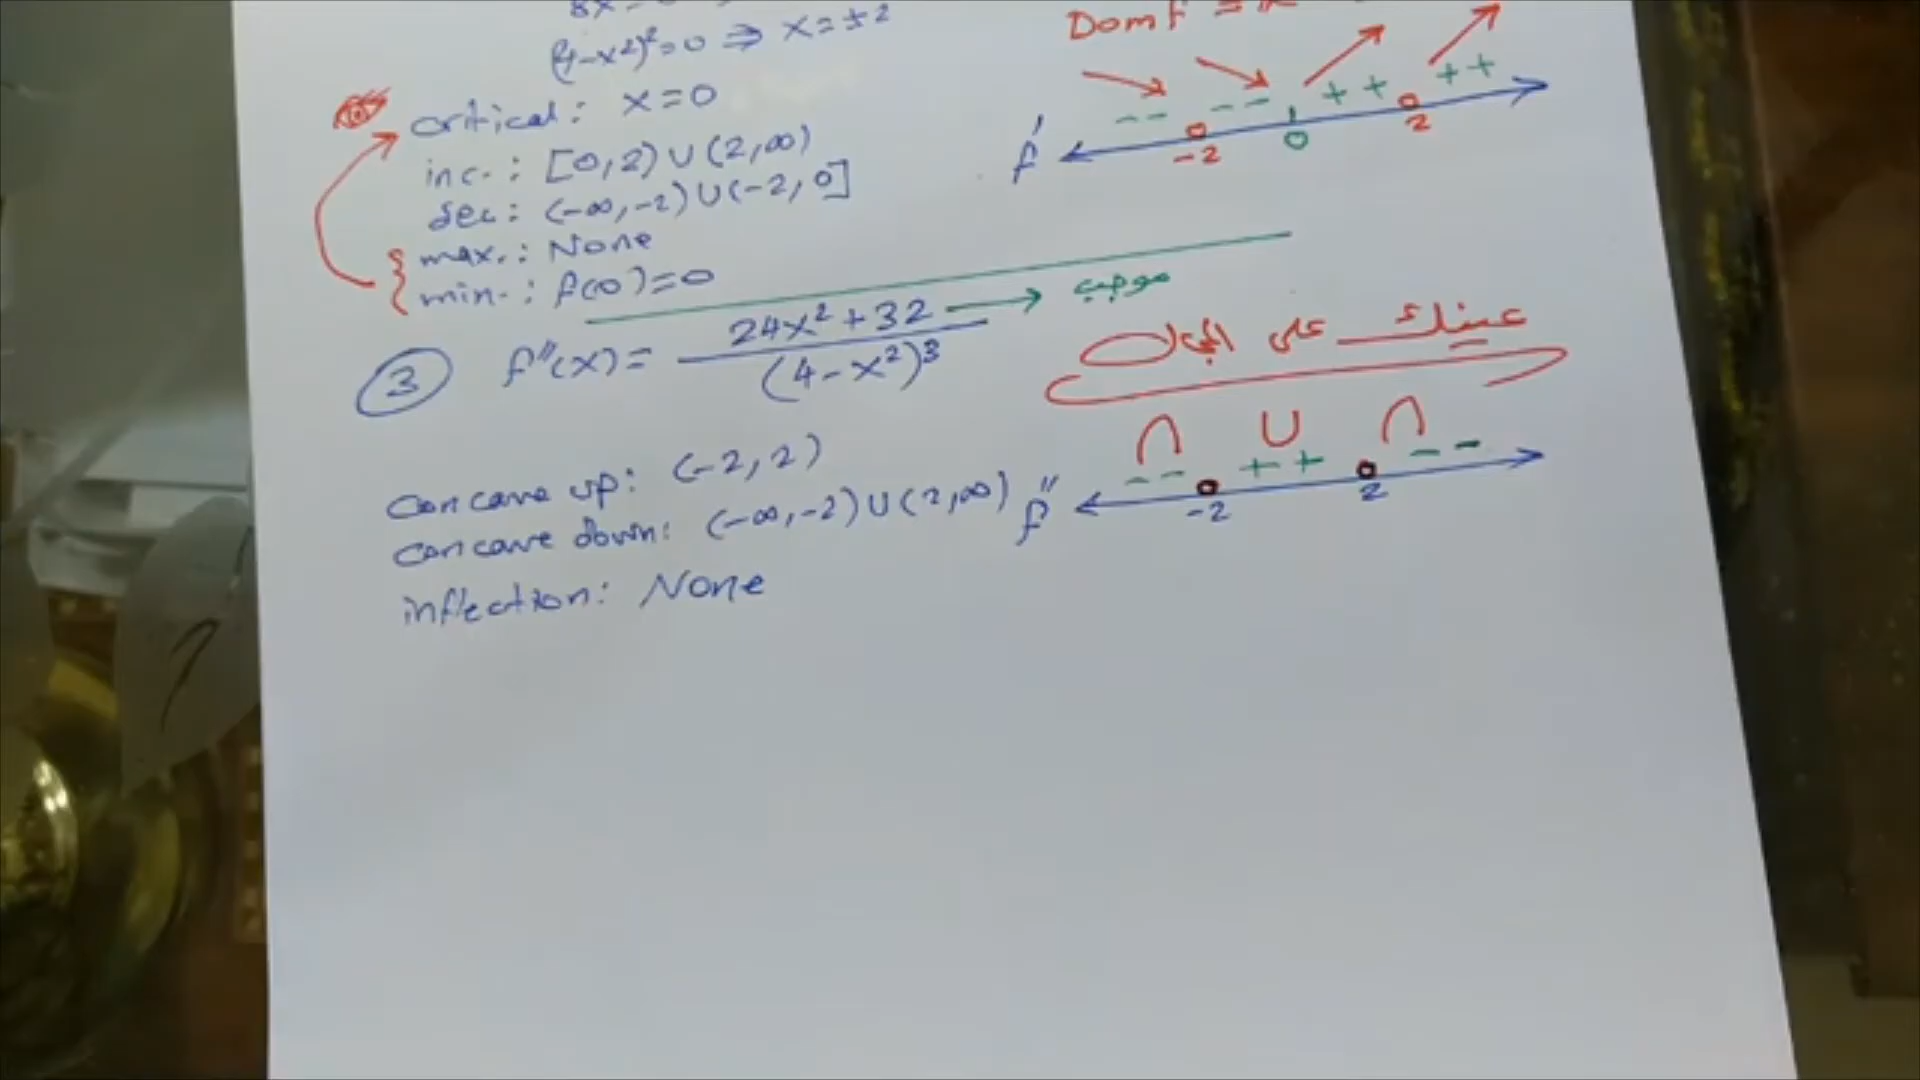 (4-x²)²=0 ⇒ x=±2
Dom f =
critical: x=0
inc.: [0,2)∪(2,∞)
dec: (-∞,-2)∪(-2,0]
max.: None
min.: f(0)=0
-- -- ++ ++
f′ -2 0 2
③ f″(x)= 24x²+32 / (4-x²)³ → موجب
عينك على المجال
concave up: (-2,2)
concave down: (-∞,-2)∪(2,∞)
inflection: None
∩ ∪ ∩
-- ++ --
f″ -2 2